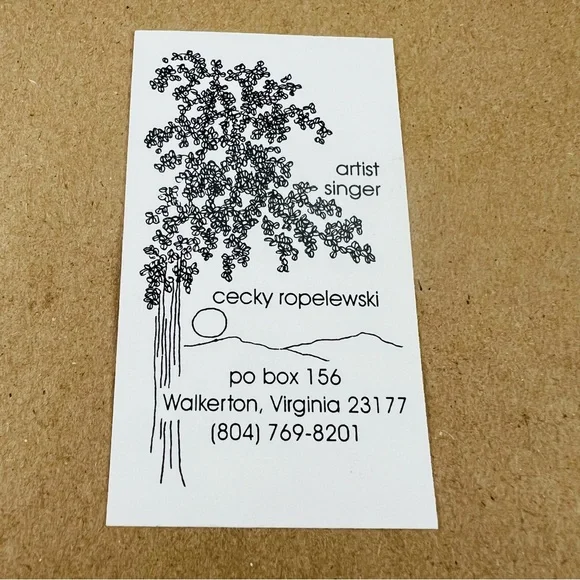 artist
singer
cecky ropelewski
po box 156
Walkerton, Virginia 23177
(804) 769-8201